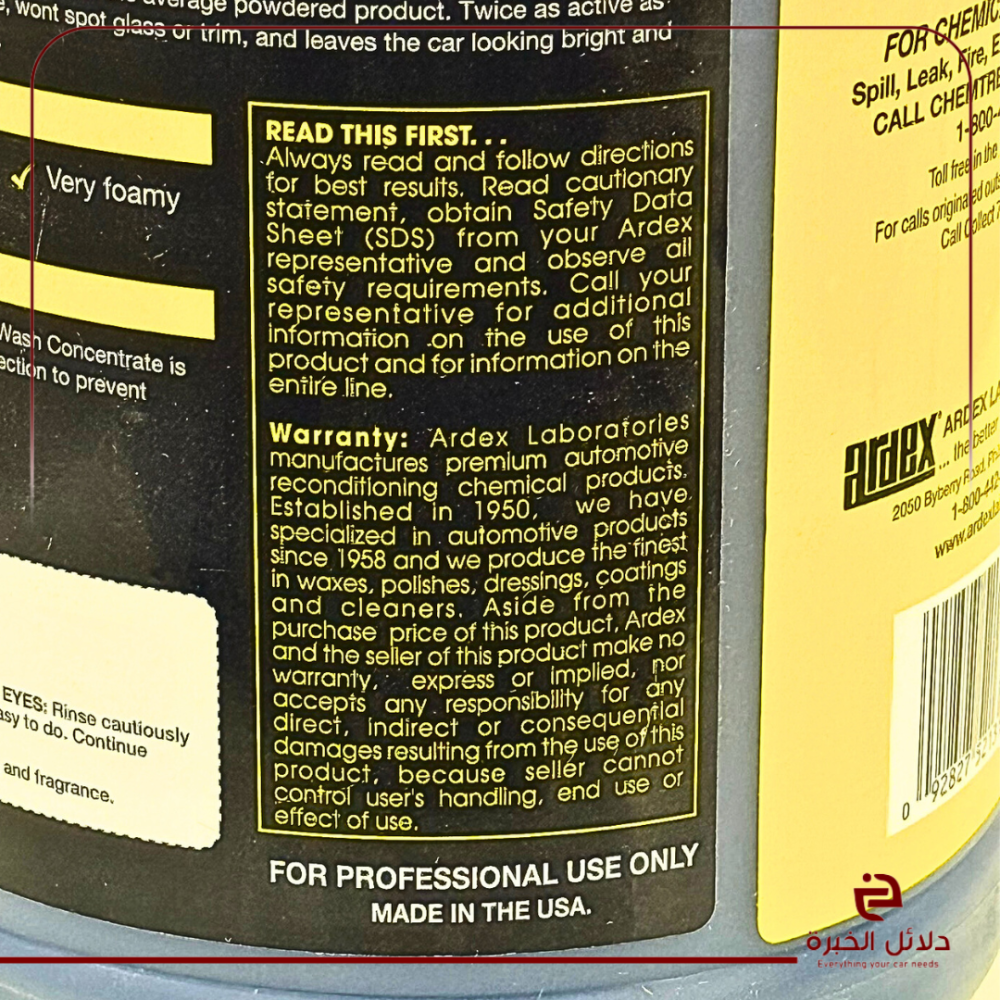 average powdered product. Twice as active as
wont spot glass or trim, and leaves the car looking bright and
✓ Very foamy
Wash Concentrate is
to prevent
EYES: Rinse cautiously
to do. Continue
and fragrance.
READ THIS FIRST. . .
Always read and follow directions
for best results. Read cautionary
statement, obtain Safety Data
Sheet (SDS) from your Ardex
representative and observe all
safety requirements. Call your
representative for additional
information on the use of this
product and for information on the
entire line.
Warranty: Ardex Laboratories
manufactures premium automotive
reconditioning chemical products.
Established in 1950, we have
specialized in automotive products
since 1958 and we produce the finest
in waxes, polishes, dressings, coatings
and cleaners. Aside from the
purchase price of this product, Ardex
and the seller of this product make no
warranty, express or implied, nor
accepts any responsibility for any
direct, indirect or consequential
damages resulting from the use of this
product, because seller cannot
control user's handling, end use or
effect of use.
FOR PROFESSIONAL USE ONLY
MADE IN THE USA.
FOR
Spill, Leak, Fire,
CALL
1-800-
Toll free in the
For calls originated
Call Collect
ardex ARDEX
... the better
2050 Byberry Road,
1-800-
0 92827
دلائل الخبرة
Everything your car needs